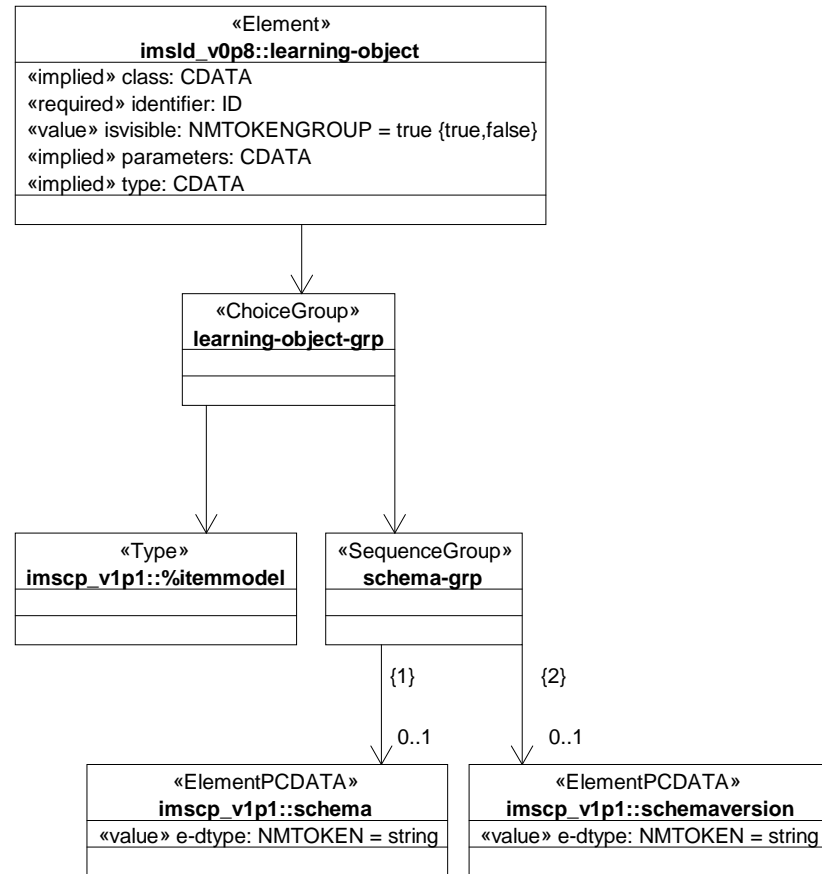 «Element»
imsld_v0p8::learning-object
«implied» class: CDATA
«required» identifier: ID
«value» isvisible: NMTOKENGROUP = true {true,false}
«implied» parameters: CDATA
«implied» type: CDATA
«ChoiceGroup»
learning-object-grp
«Type»
imscp_v1p1::%itemmodel
«SequenceGroup»
schema-grp
{1}
{2}
0..1
0..1
«ElementPCDATA»
imscp_v1p1::schema
«value» e-dtype: NMTOKEN = string
«ElementPCDATA»
imscp_v1p1::schemaversion
«value» e-dtype: NMTOKEN = string